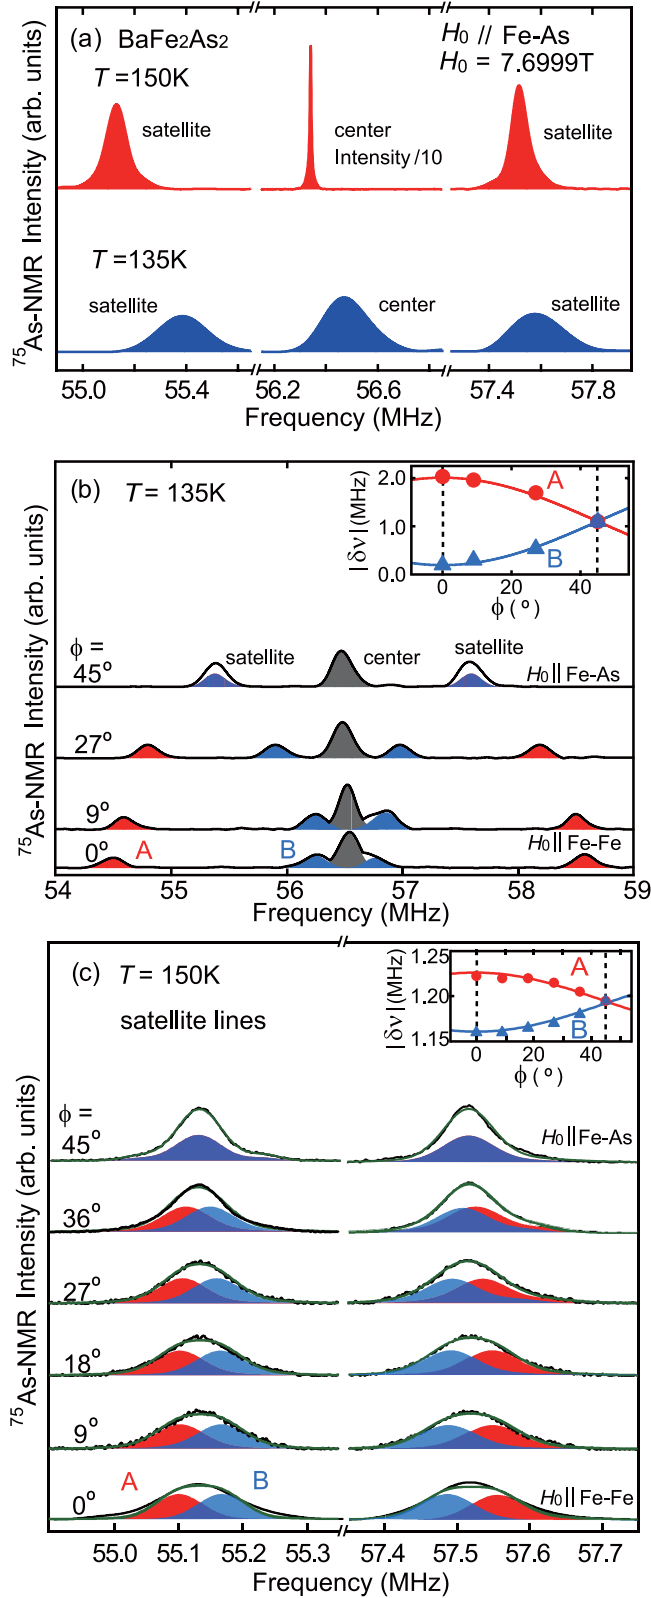 (a) BaFe2As2
H0 // Fe-As
H0 = 7.6999T
T =150K
satellite
center
Intensity/10
satellite
T =135K
satellite
center
satellite
75As-NMR Intensity (arb. units)
55.0 55.4 56.2 56.6 57.4 57.8
Frequency (MHz)
(b) T = 135K
2.0
1.0
0.0
|δν| (MHz)
A
B
0 20 40
ϕ (°)
ϕ =
45°
satellite
center
satellite
H0 || Fe-As
27°
9°
0°
A
B
H0 || Fe-Fe
75As-NMR Intensity (arb. units)
54 55 56 57 58 59
Frequency (MHz)
(c) T = 150K
satellite lines
1.25
1.20
1.15
|δν| (MHz)
A
B
0 20 40
ϕ (°)
ϕ =
45°
H0 || Fe-As
36°
27°
18°
9°
0°
A
B
H0 || Fe-Fe
75As-NMR Intensity (arb. units)
55.0 55.1 55.2 55.3 57.4 57.5 57.6 57.7
Frequency (MHz)